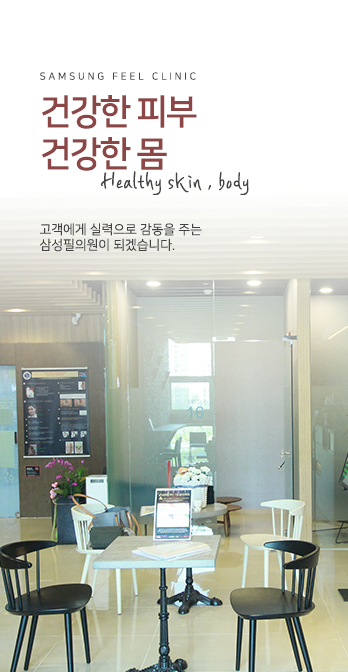 SAMSUNG FEEL CLINIC
건강한 피부
건강한 몸
Healthy skin , body
고객에게 실력으로 감동을 주는
삼성필의원이 되겠습니다.
16